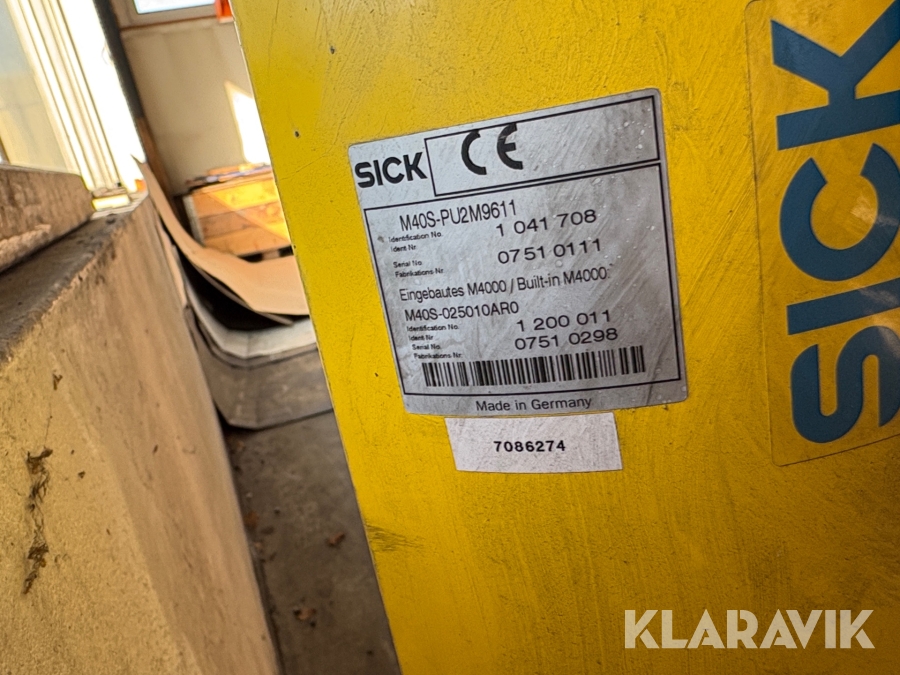 SICK CE
M40S-PU2M9611
Identification No. 1 041 708
Ident Nr.
Serial No. 0751 0111
Fabrikations Nr.
Eingebautes M4000 / Built-in M4000:
M40S-025010AR0
Identification No. 1 200 011
Ident Nr.
Serial No. 0751 0298
Fabrikations Nr.
Made in Germany
7086274
SICK
KLARAVIK